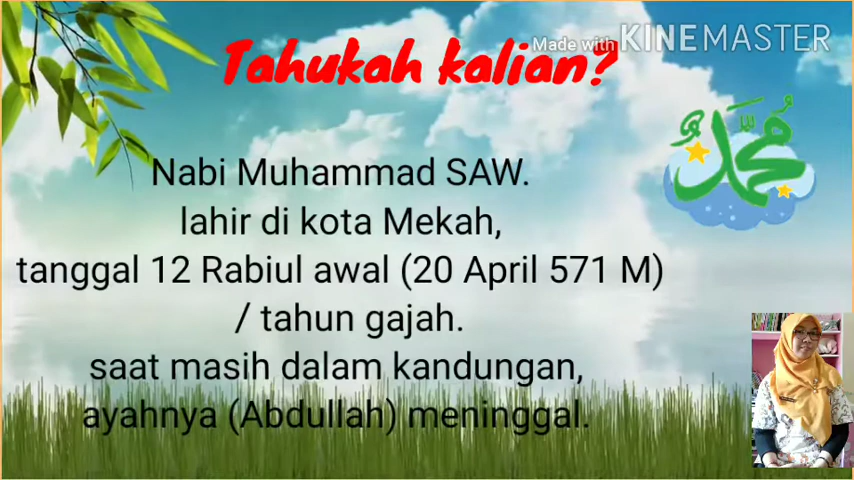 Made with KINEMASTER
Tahukah kalian?
محمد
Nabi Muhammad SAW.
lahir di kota Mekah,
tanggal 12 Rabiul awal (20 April 571 M)
/ tahun gajah.
saat masih dalam kandungan,
ayahnya (Abdullah) meninggal.